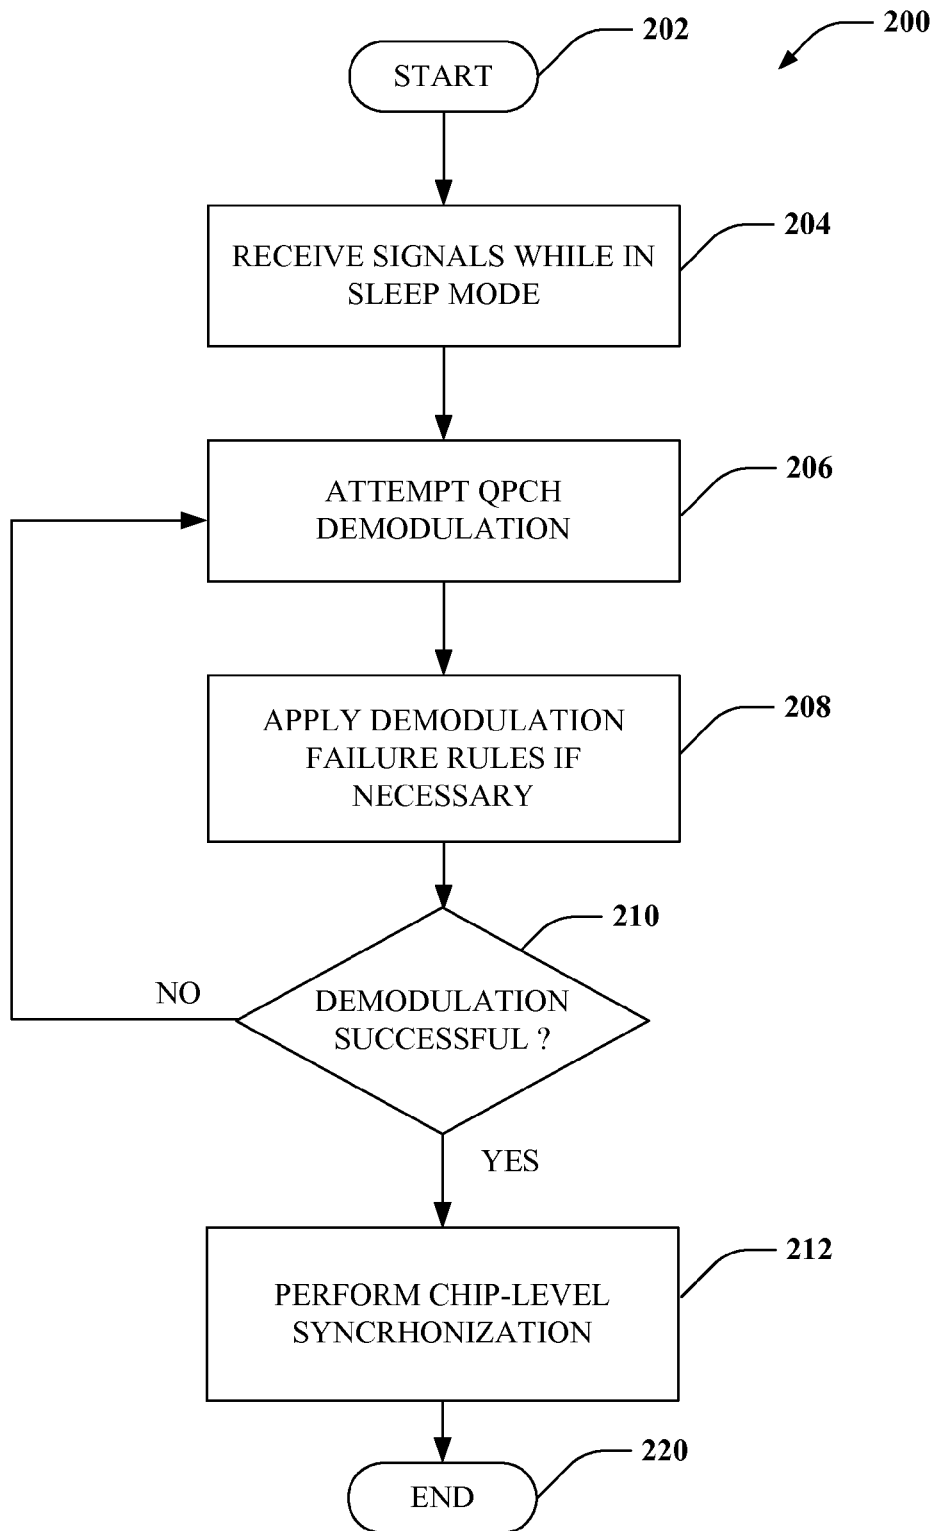 200
202
START
204
RECEIVE SIGNALS WHILE IN
SLEEP MODE
206
ATTEMPT QPCH
DEMODULATION
208
APPLY DEMODULATION
FAILURE RULES IF
NECESSARY
210
NO
DEMODULATION
SUCCESSFUL ?
YES
212
PERFORM CHIP-LEVEL
SYNCRHONIZATION
220
END